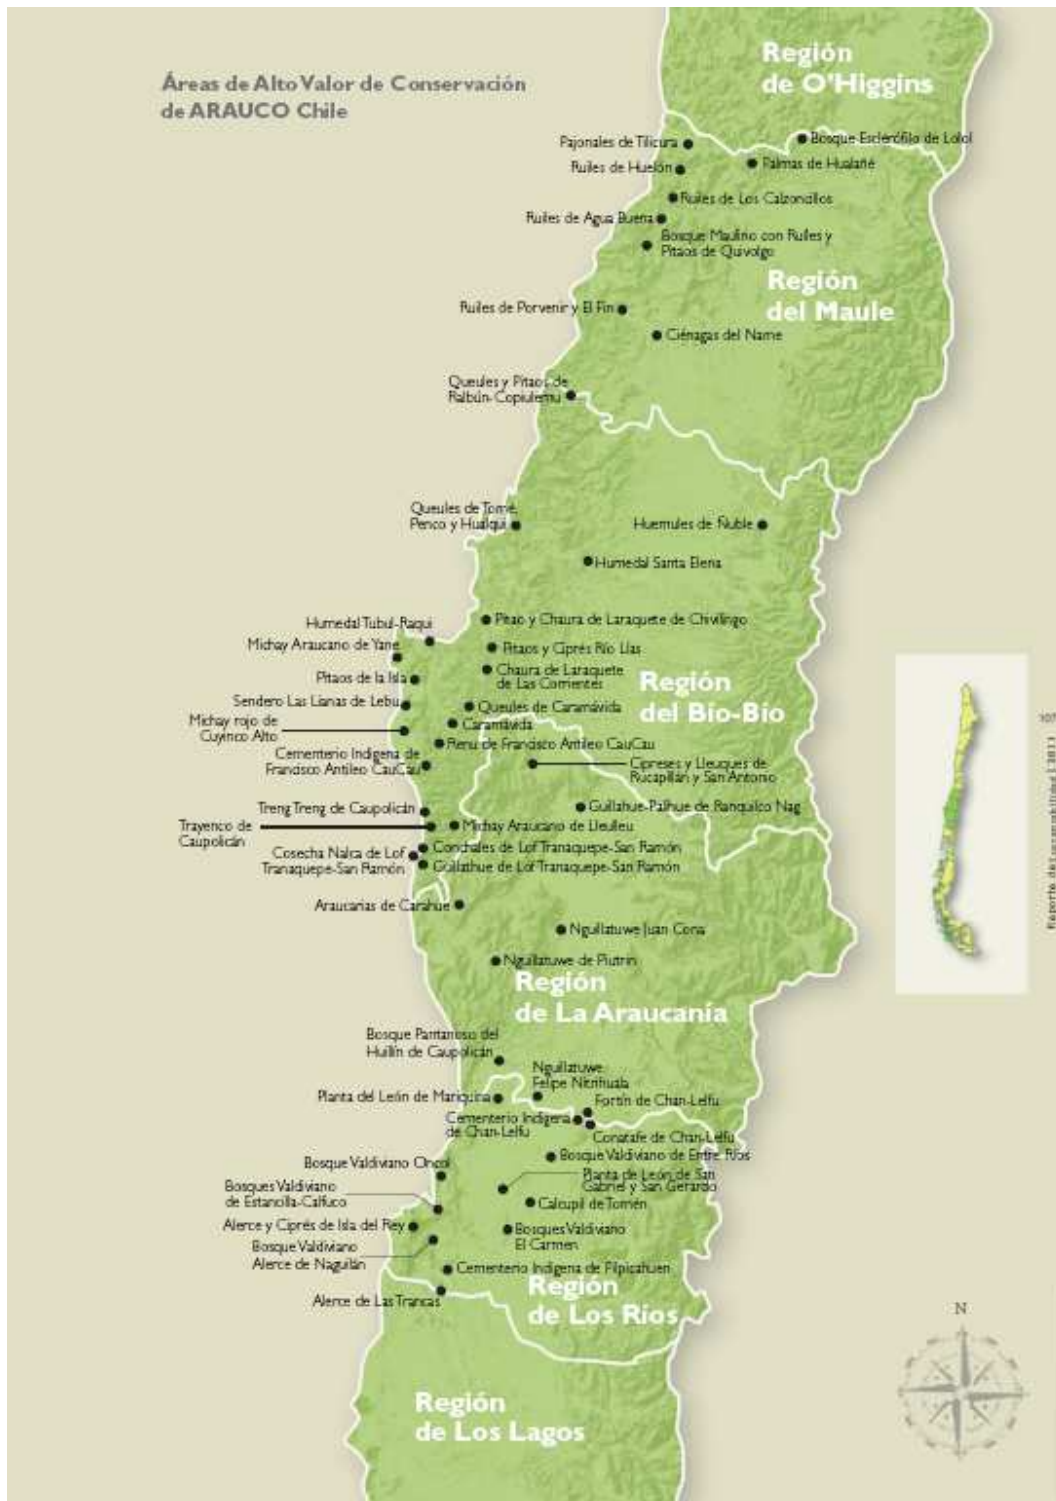 Áreas de Alto Valor de Conservación
de ARAUCO Chile
Región
de O'Higgins
Pajonales de Tilicura
Bosque Esclerófilo de Lolol
Ruiles de Huelón
Palmas de Hualañé
Ruiles de Los Calzoncillos
Ruiles de Agua Buena
Bosque Maulino con Ruiles y
Pitaos de Quivolgo
Región
del Maule
Ruiles de Porvenir y El Fin
Ciénagas del Name
Queules y Pitaos de
Ralbún-Copiulemu
Queules de Tomé,
Penco y Hualqui
Huemules de Ñuble
Humedal Santa Elena
Humedal Tubul-Raqui
Pitao y Chaura de Laraquete de Chivilingo
Michay Araucano de Yane
Pitaos y Ciprés Río Lías
Pitaos de la Isla
Chaura de Laraquete
de Las Corrientes
Región
del Bío-Bío
Sendero Las Lianas de Lebu
Queules de Caramávida
Michay rojo de
Cuyinco Alto
Caramávida
Renu de Francisco Antileo CauCau
Cementerio Indígena de
Francisco Antileo CauCau
Cipreses y Lleuques de
Rucapillán y San Antonio
Treng Treng de Caupolicán
Guillahue-Palihue de Ranquilco Nag
Trayenco de
Caupolicán
Michay Araucano de Lleulleu
Cosecha Nalca de Lof
Tranaquepe-San Ramón
Conchales de Lof Tranaquepe-San Ramón
Guillathue de Lof Tranaquepe-San Ramón
Araucarias de Carahue
Nguillatuwe Juan Cona
Nguillatuwe de Piutrin
Región
de La Araucanía
Bosque Pantanoso del
Huillín de Caupolicán
Nguillatuwe
Felipe Nitrihuala
Planta del León de Mariquina
Fortín de Chan-Lelfu
Cementerio Indígena
de Chan-Lelfu
Conatafe de Chan-Lelfu
Bosque Valdiviano de Entre Ríos
Bosque Valdiviano Oncol
Planta de León de San
Gabriel y San Gerardo
Bosques Valdiviano
de Estancilla-Calfuco
Calcupil de Tomén
Alerce y Ciprés de Isla del Rey
Bosques Valdiviano
El Carmen
Bosque Valdiviano
Alerce de Naguilán
Cementerio Indígena de Pilpicahuen
Región
de Los Ríos
Alerce de Las Trancas
Región
de Los Lagos
N
107
Reporte de Sustentabilidad | 2011